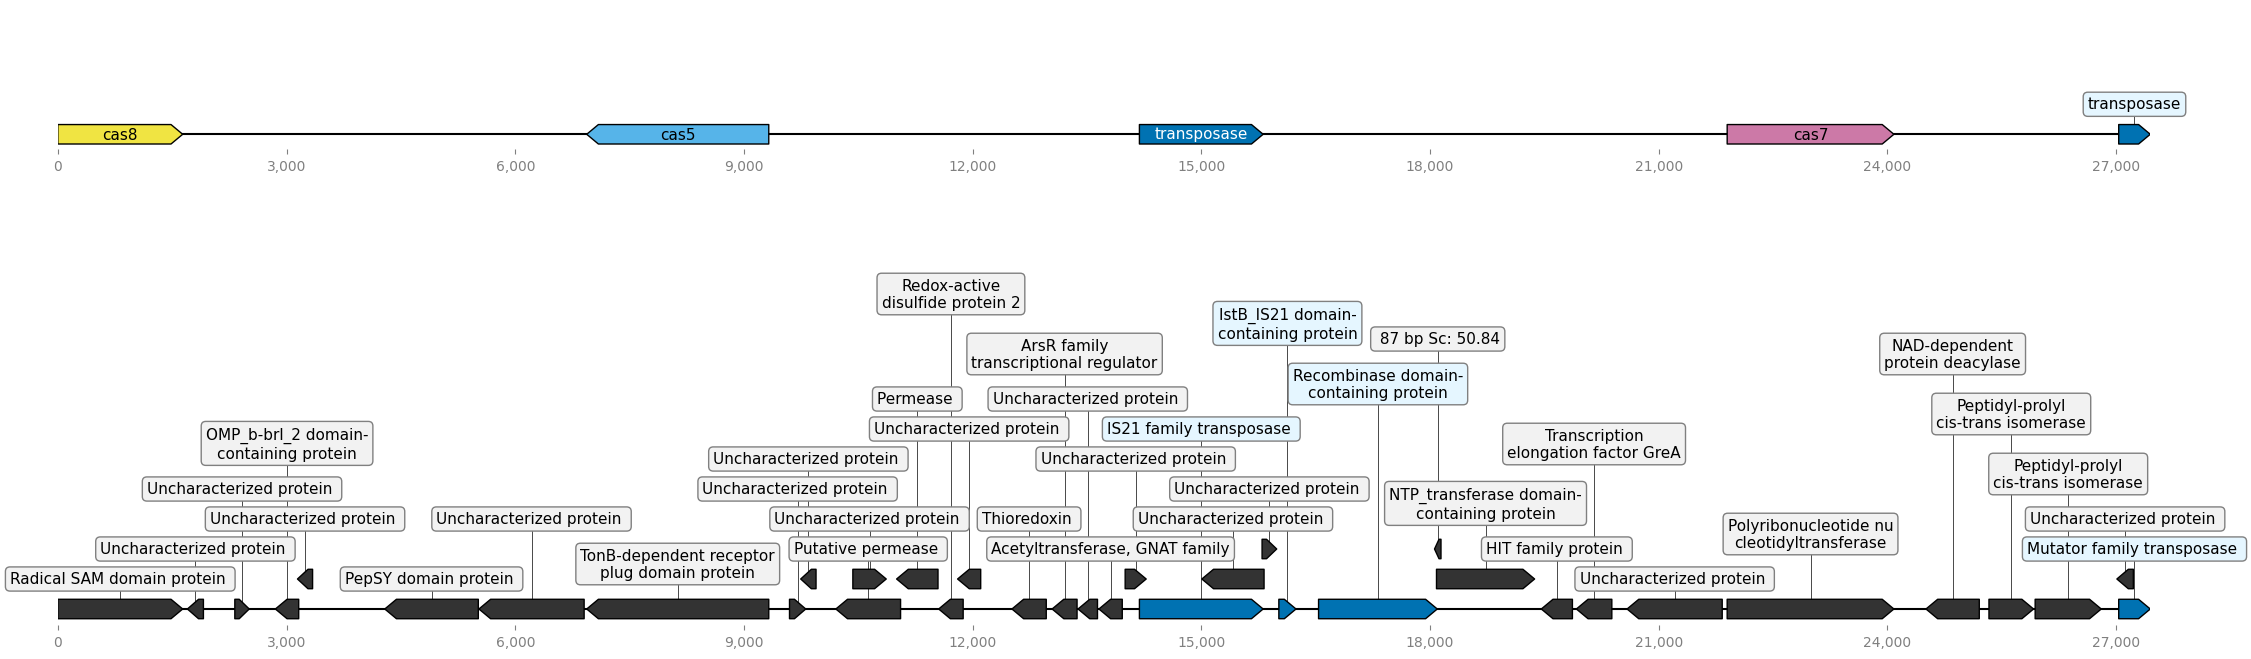 transposase
cas8
cas5
transposase
cas7
0
3,000
6,000
9,000
12,000
15,000
18,000
21,000
24,000
27,000
Redox-active
disulfide protein 2
IstB_IS21 domain-
containing protein
87 bp Sc: 50.84
ArsR family
transcriptional regulator
NAD-dependent
protein deacylase
Recombinase domain-
containing protein
Permease
Uncharacterized protein
Peptidyl-prolyl
cis-trans isomerase
Uncharacterized protein
IS21 family transposase
OMP_b-brl_2 domain-
containing protein
Transcription
elongation factor GreA
Uncharacterized protein
Uncharacterized protein
Peptidyl-prolyl
cis-trans isomerase
Uncharacterized protein
Uncharacterized protein
Uncharacterized protein
NTP_transferase domain-
containing protein
Uncharacterized protein
Uncharacterized protein
Uncharacterized protein
Thioredoxin
Uncharacterized protein
Uncharacterized protein
Polyribonucleotide nu
cleotidyltransferase
Uncharacterized protein
TonB-dependent receptor
plug domain protein
Putative permease
Acetyltransferase, GNAT family
HIT family protein
Mutator family transposase
Radical SAM domain protein
PepSY domain protein
Uncharacterized protein
0
3,000
6,000
9,000
12,000
15,000
18,000
21,000
24,000
27,000